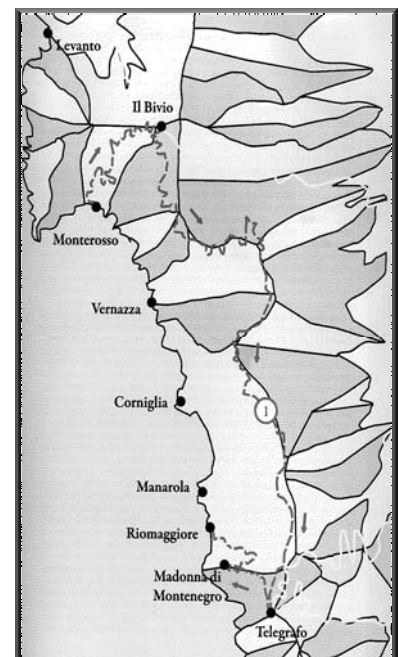 Levanto
Il Bivio
Monterosso
Vernazza
Corniglia
1
Manarola
Riomaggiore
Madonna di
Montenegro
Telegrafo